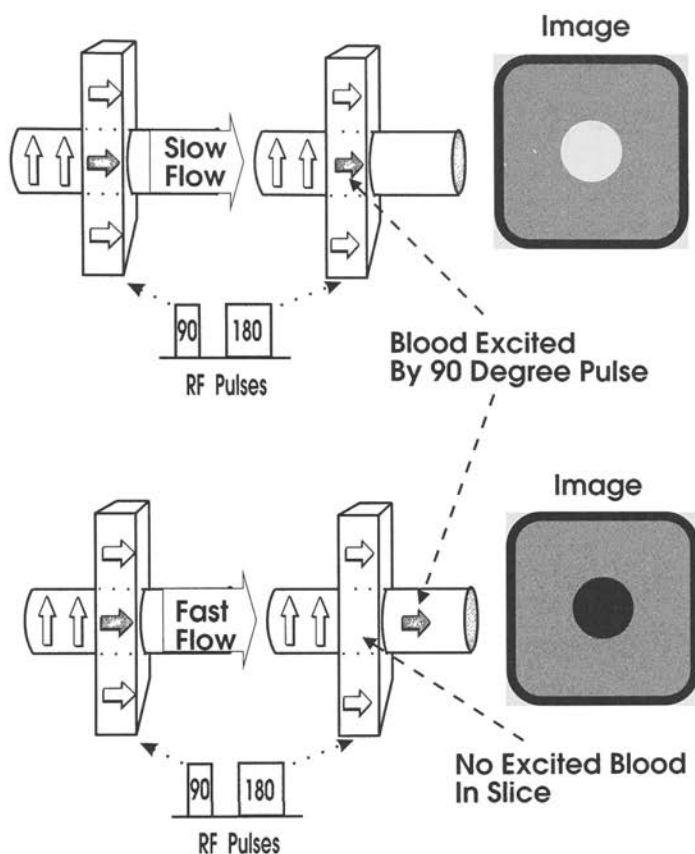 Image
Slow
Flow
90 180
RF Pulses
Blood Excited
By 90 Degree Pulse
Image
Fast
Flow
90 180
RF Pulses
No Excited Blood
In Slice